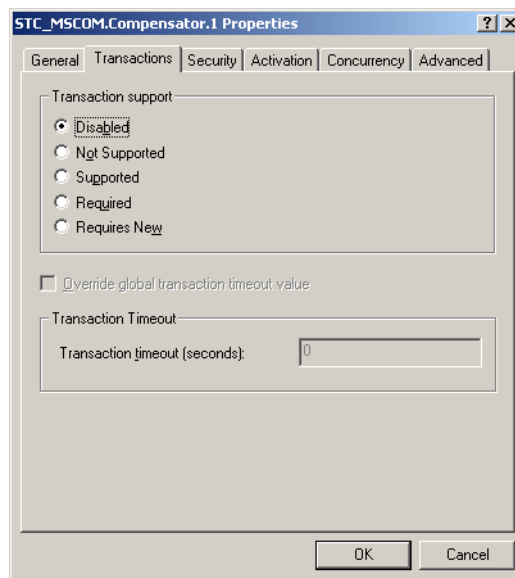 STC_MSCOM.Compensator.1 Properties
General Transactions Security Activation Concurrency Advanced
Transaction support
Disabled
Not Supported
Supported
Required
Requires New
Override global transaction timeout value
Transaction Timeout
Transaction timeout (seconds): 0
OK Cancel